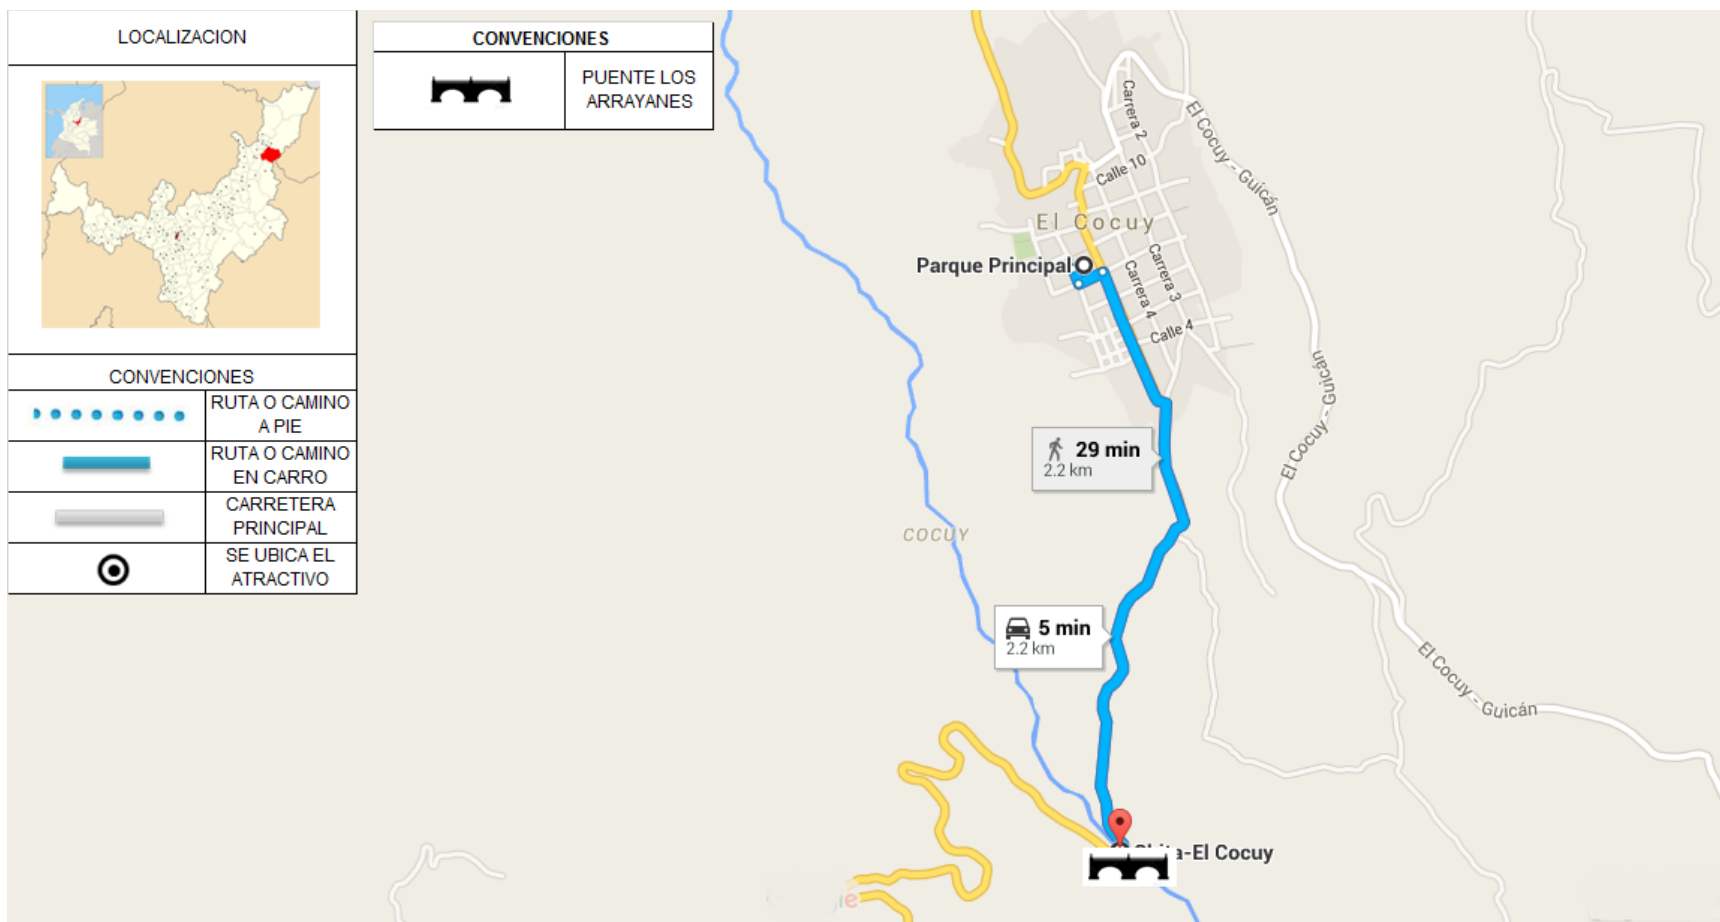 LOCALIZACION
CONVENCIONES
PUENTE LOS
ARRAYANES
CONVENCIONES
RUTA O CAMINO
A PIE
RUTA O CAMINO
EN CARRO
CARRETERA
PRINCIPAL
SE UBICA EL
ATRACTIVO
Carrera 2
El Cocuy - Guicán
Calle 10
El Cocuy
Parque Principal
Carrera 3
Carrera 4
Calle 4
El Cocuy - Guicán
29 min
2.2 km
COCUY
5 min
2.2 km
El Cocuy - Guicán
-El Cocuy